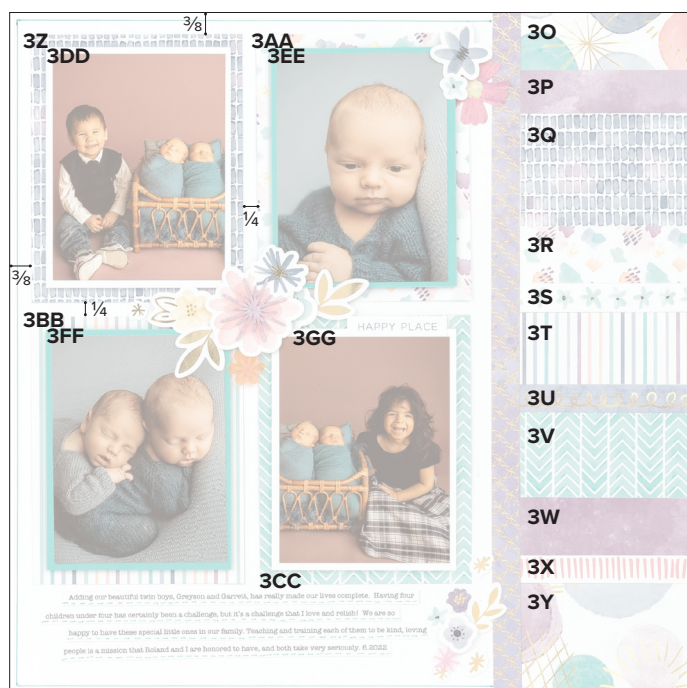 3⁄8
3Z
3AA
3DD
3EE
3O
3P
3Q
1⁄4
3R
3⁄8
3S
1⁄4
3BB
3FF
3GG
HAPPY PLACE
3T
3U
3V
3W
3X
3CC
3Y
Adding our beautiful twin boys, Greyson and Garrett, has really made our lives complete. Having four
children under four has certainly been a challenge, but it's a challenge that I love and relish! We are so
happy to have these special little ones in our family. Teaching and training each of them to be kind, loving
people is a mission that Roland and I are honored to have, and both take very seriously. 6.2022